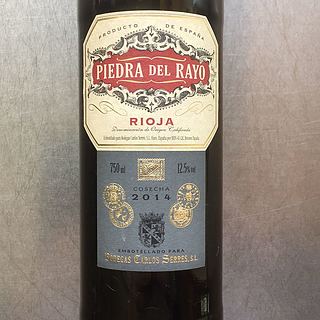 PRODUCTO DE ESPAÑA
PIEDRA DEL RAYO
RIOJA
Denominación de Origen Calificada
750 ml
12.5% vol
COSECHA
2014
EMBOTELLADO PARA
BODEGAS CARLOS SERRES, S.L.